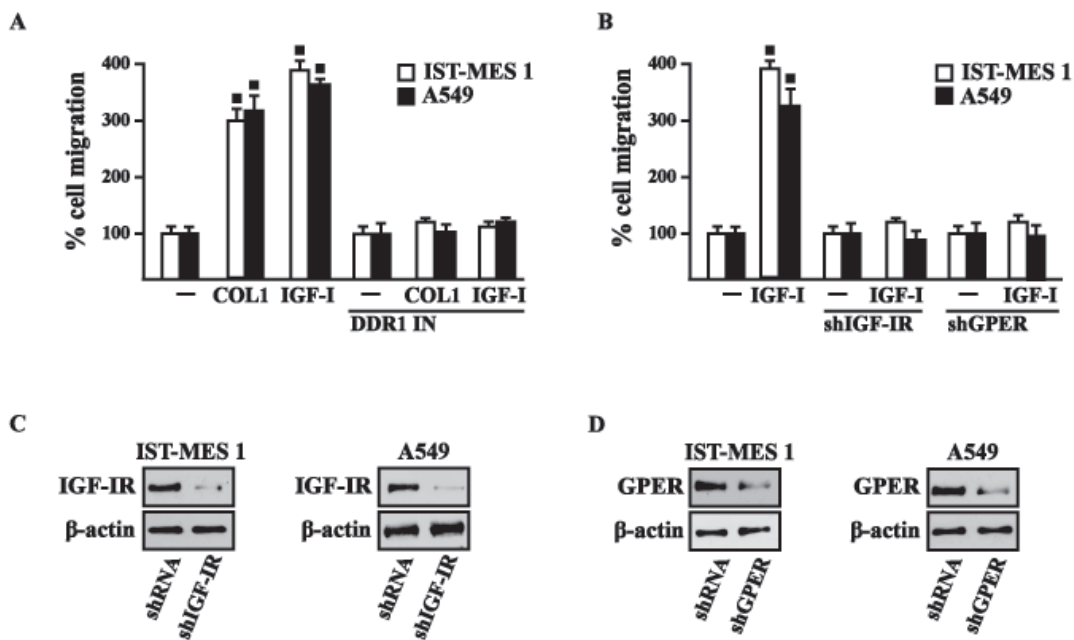 A
% cell migration
400
300
200
100
IST-MES 1
A549
— COL1 IGF-I — COL1 IGF-I
DDR1 IN
B
% cell migration
400
300
200
100
IST-MES 1
A549
— IGF-I — IGF-I — IGF-I
shIGF-IR shGPER
C
IST-MES 1
IGF-IR
β-actin
shRNA
shIGF-IR
A549
IGF-IR
β-actin
shRNA
shIGF-IR
D
IST-MES 1
GPER
β-actin
shRNA
shGPER
A549
GPER
β-actin
shRNA
shGPER